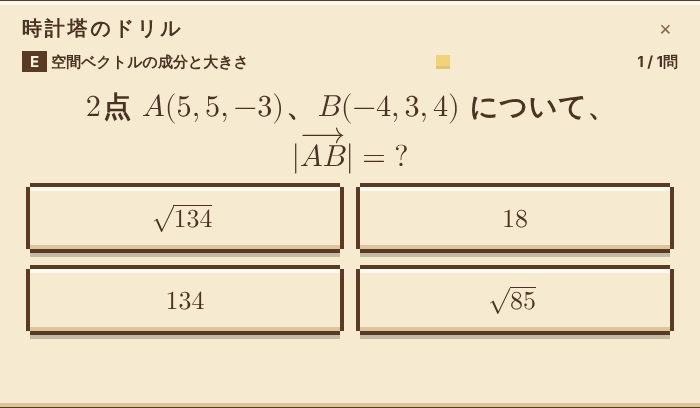 時計塔のドリル ×
E 空間ベクトルの成分と大きさ 1 / 1問
2点 A(5, 5, −3)、B(−4, 3, 4) について、
|\overrightarrow{AB}| = ?
√134 18
134 √85